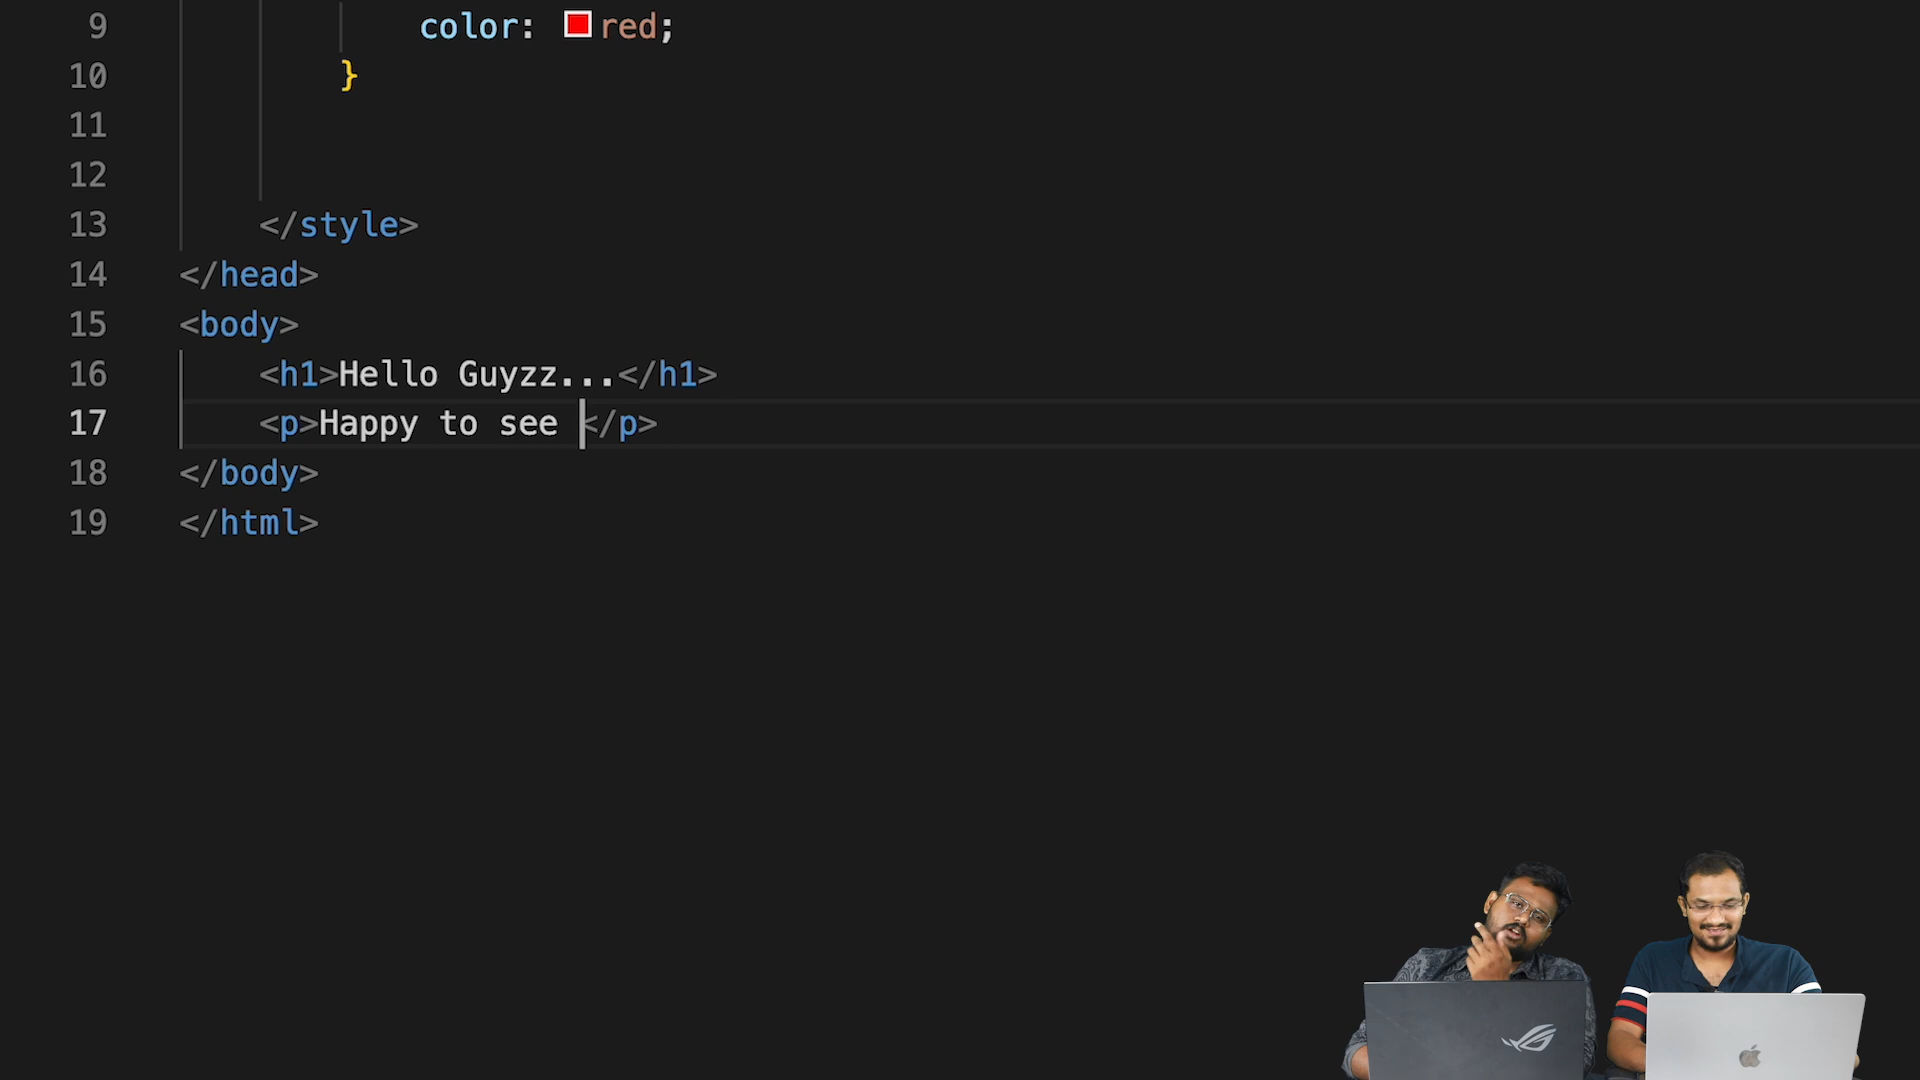 9 color: red;
10 }
11
12
13 </style>
14 </head>
15 <body>
16 <h1>Hello Guyzz...</h1>
17 <p>Happy to see </p>
18 </body>
19 </html>